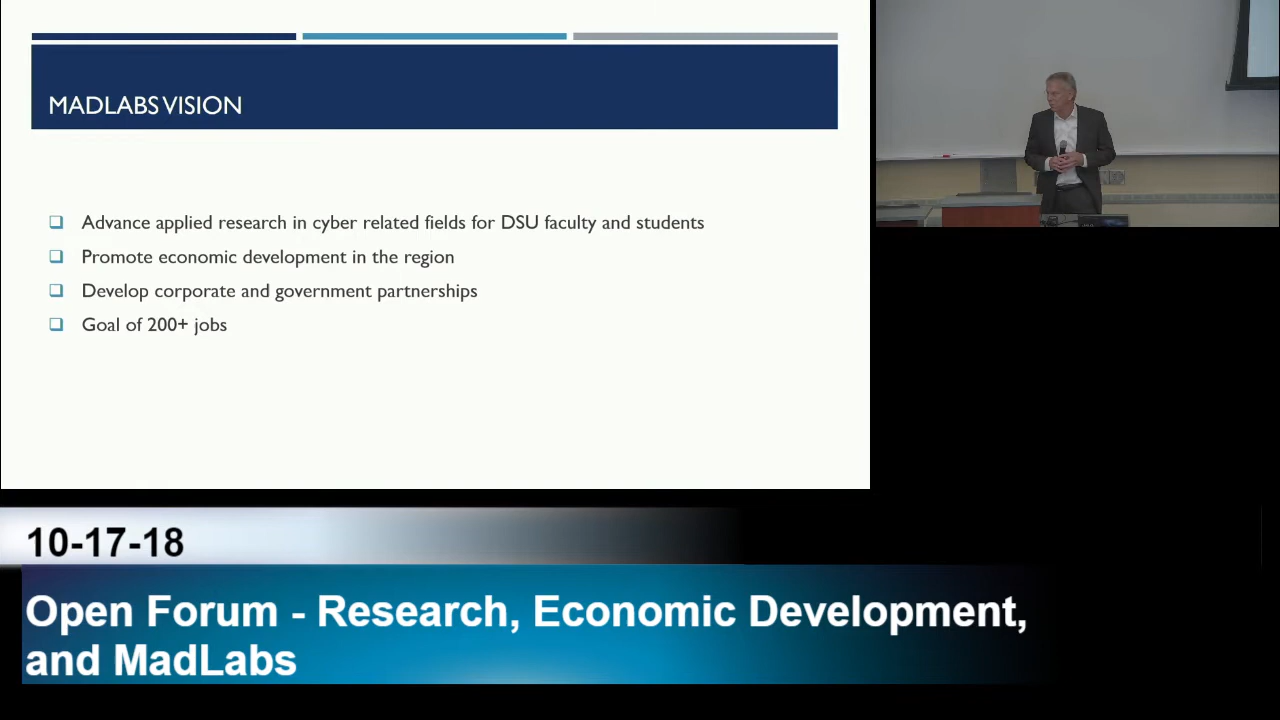 MADLABS VISION
Advance applied research in cyber related fields for DSU faculty and students
Promote economic development in the region
Develop corporate and government partnerships
Goal of 200+ jobs
10-17-18
Open Forum - Research, Economic Development,
and MadLabs